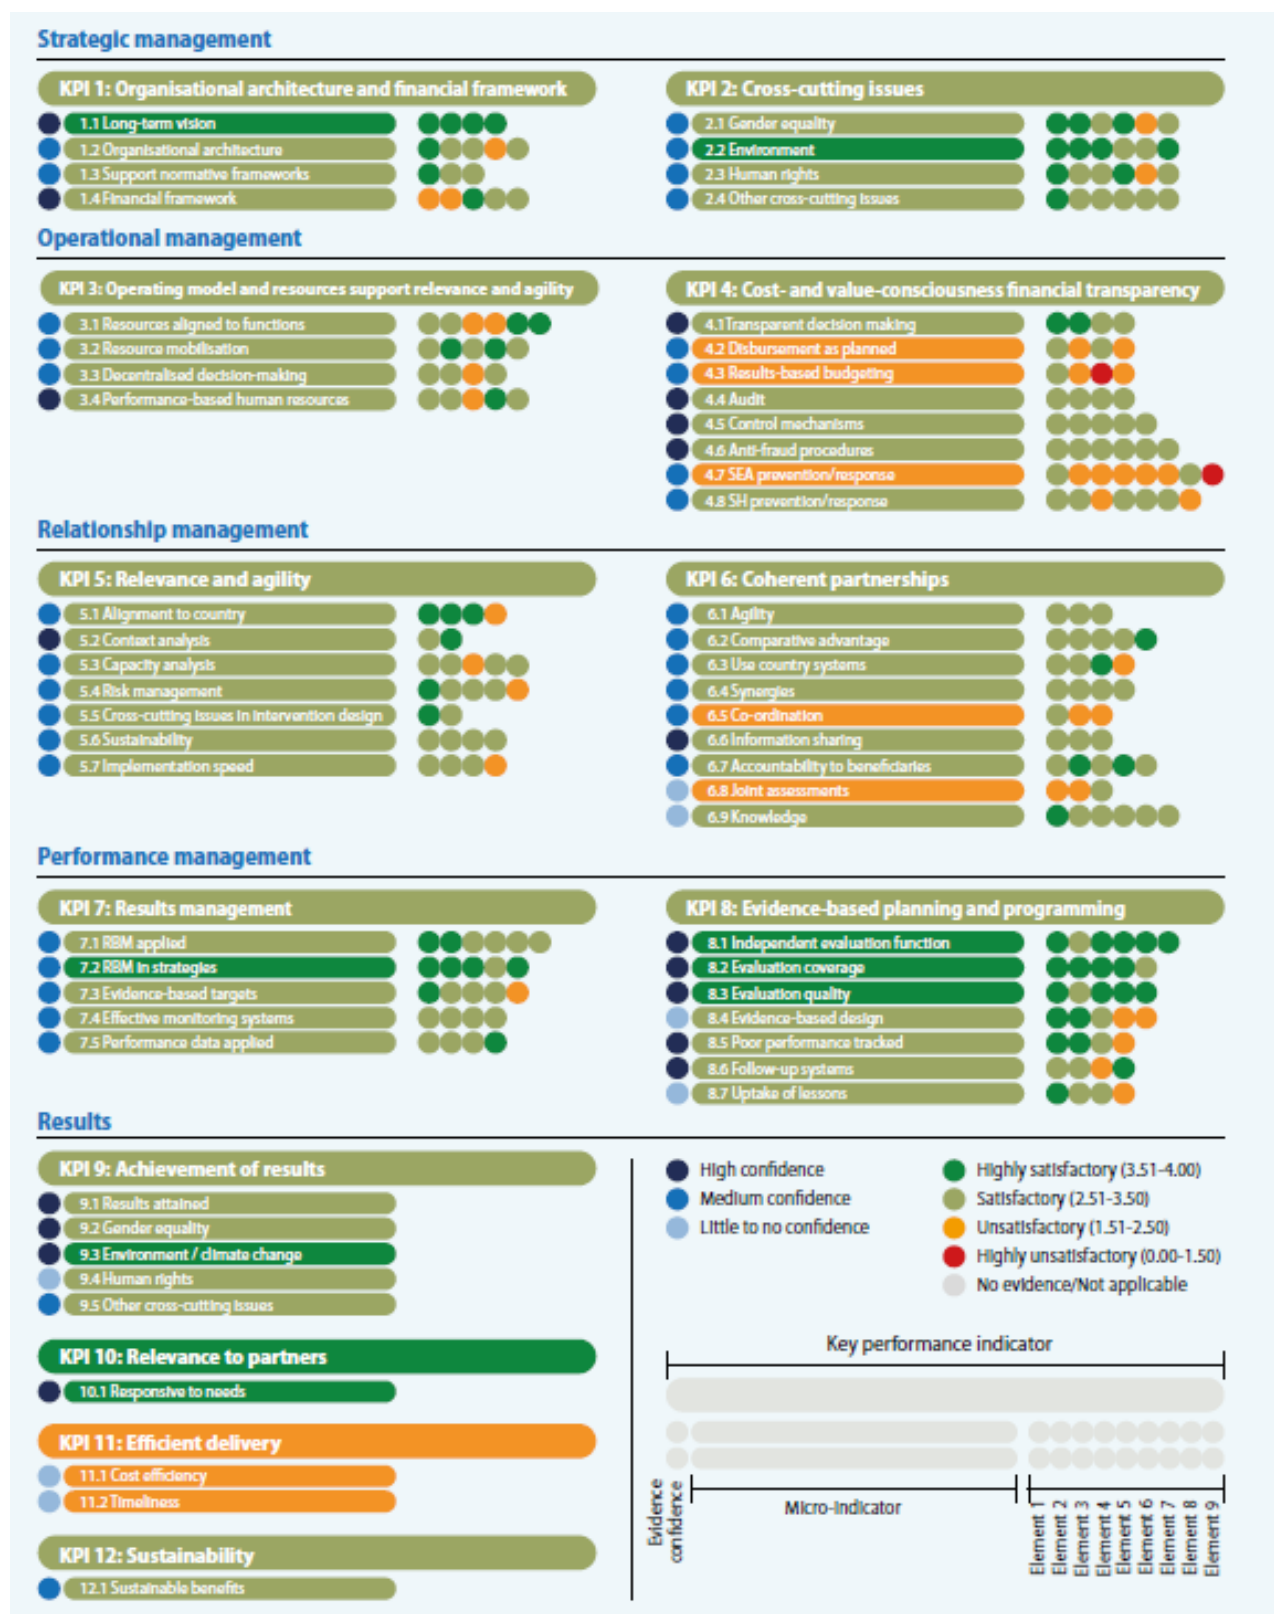 Strategic management
KPI 1: Organisational architecture and financial framework
1.1 Long-term vision
1.2 Organisational architecture
1.3 Support normative frameworks
1.4 Financial framework
KPI 2: Cross-cutting issues
2.1 Gender equality
2.2 Environment
2.3 Human rights
2.4 Other cross-cutting issues
Operational management
KPI 3: Operating model and resources support relevance and agility
3.1 Resources aligned to functions
3.2 Resource mobilisation
3.3 Decentralised decision-making
3.4 Performance-based human resources
KPI 4: Cost- and value-consciousness financial transparency
4.1 Transparent decision making
4.2 Disbursement as planned
4.3 Results-based budgeting
4.4 Audit
4.5 Control mechanisms
4.6 Anti-fraud procedures
4.7 SEA prevention/response
4.8 SH prevention/response
Relationship management
KPI 5: Relevance and agility
5.1 Alignment to country
5.2 Context analysis
5.3 Capacity analysis
5.4 Risk management
5.5 Cross-cutting issues in intervention design
5.6 Sustainability
5.7 Implementation speed
KPI 6: Coherent partnerships
6.1 Agility
6.2 Comparative advantage
6.3 Use country systems
6.4 Synergies
6.5 Co-ordination
6.6 Information sharing
6.7 Accountability to beneficiaries
6.8 Joint assessments
6.9 Knowledge
Performance management
KPI 7: Results management
7.1 RBM applied
7.2 RBM in strategies
7.3 Evidence-based targets
7.4 Effective monitoring systems
7.5 Performance data applied
KPI 8: Evidence-based planning and programming
8.1 Independent evaluation function
8.2 Evaluation coverage
8.3 Evaluation quality
8.4 Evidence-based design
8.5 Poor performance tracked
8.6 Follow-up systems
8.7 Uptake of lessons
Results
KPI 9: Achievement of results
9.1 Results attained
9.2 Gender equality
9.3 Environment / climate change
9.4 Human rights
9.5 Other cross-cutting issues
KPI 10: Relevance to partners
10.1 Responsive to needs
KPI 11: Efficient delivery
11.1 Cost efficiency
11.2 Timeliness
KPI 12: Sustainability
12.1 Sustainable benefits
High confidence
Medium confidence
Little to no confidence
Highly satisfactory (3.51-4.00)
Satisfactory (2.51-3.50)
Unsatisfactory (1.51-2.50)
Highly unsatisfactory (0.00-1.50)
No evidence/Not applicable
Key performance indicator
Evidence
confidence
Micro-indicator
Element 1
Element 2
Element 3
Element 4
Element 5
Element 6
Element 7
Element 8
Element 9